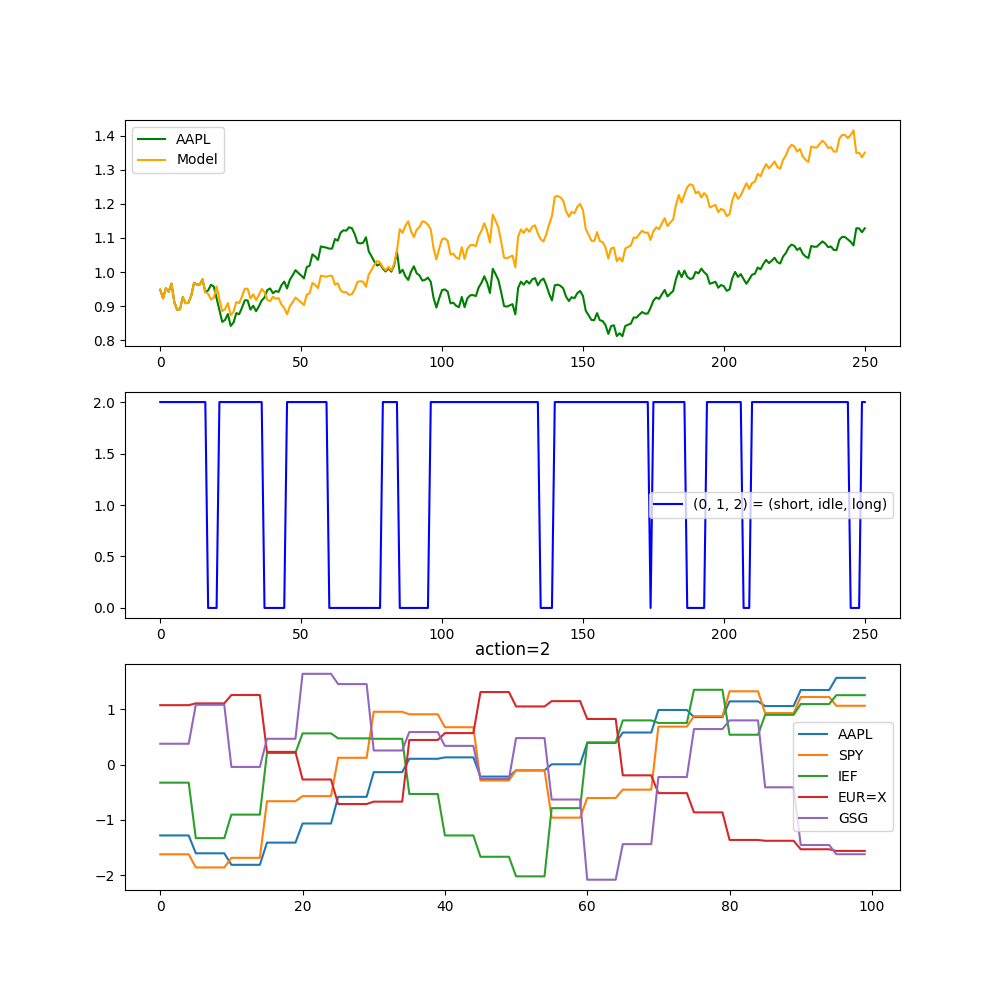 1.4
1.3
1.2
1.1
1.0
0.9
0.8
AAPL
Model
0 50 100 150 200 250
2.0
1.5
1.0
0.5
0.0
(0, 1, 2) = (short, idle, long)
0 50 100 150 200 250
action=2
1
0
−1
−2
AAPL
SPY
IEF
EUR=X
GSG
0 20 40 60 80 100